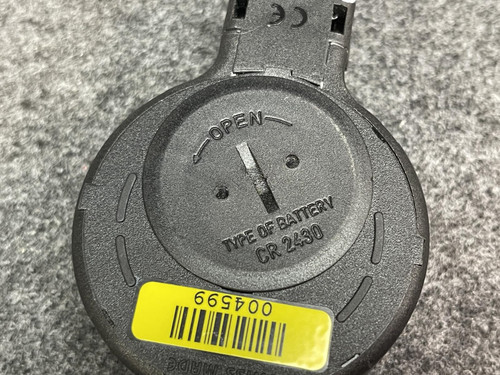 CE
OPEN
TYPE OF BATTERY
CR 2430
004599